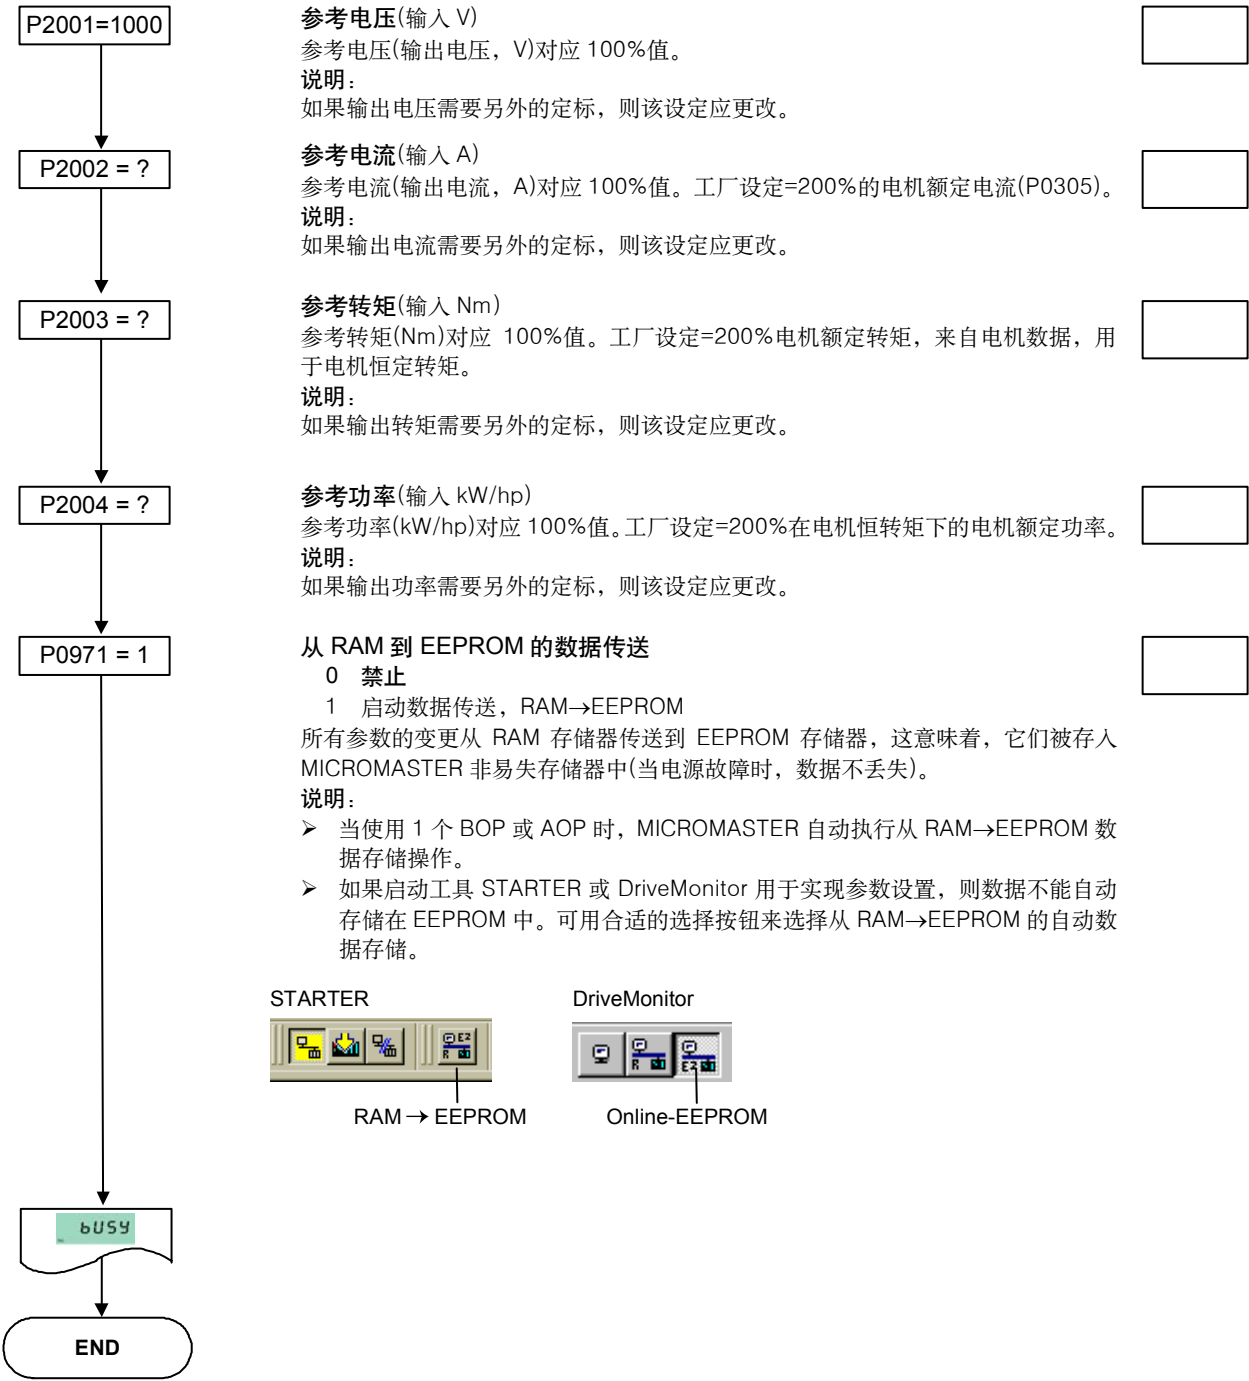 P2001=1000
参考电压(输入 V)
参考电压(输出电压，V)对应 100%值。
说明：
如果输出电压需要另外的定标，则该设定应更改。
P2002 = ?
参考电流(输入 A)
参考电流(输出电流，A)对应 100%值。工厂设定=200%的电机额定电流(P0305)。
说明：
如果输出电流需要另外的定标，则该设定应更改。
P2003 = ?
参考转矩(输入 Nm)
参考转矩(Nm)对应 100%值。工厂设定=200%电机额定转矩，来自电机数据，用
于电机恒定转矩。
说明：
如果输出转矩需要另外的定标，则该设定应更改。
P2004 = ?
参考功率(输入 kW/hp)
参考功率(kW/hp)对应 100%值。工厂设定=200%在电机恒转矩下的电机额定功率。
说明：
如果输出功率需要另外的定标，则该设定应更改。
P0971 = 1
从 RAM 到 EEPROM 的数据传送
0 禁止
1 启动数据传送，RAM→EEPROM
所有参数的变更从 RAM 存储器传送到 EEPROM 存储器，这意味着，它们被存入
MICROMASTER 非易失存储器中(当电源故障时，数据不丢失)。
说明：
➢ 当使用 1 个 BOP 或 AOP 时，MICROMASTER 自动执行从 RAM→EEPROM 数
据存储操作。
➢ 如果启动工具 STARTER 或 DriveMonitor 用于实现参数设置，则数据不能自动
存储在 EEPROM 中。可用合适的选择按钮来选择从 RAM→EEPROM 的自动数
据存储。
STARTER
DriveMonitor
E2
R
R
E2
RAM → EEPROM
Online-EEPROM
bUSY
END